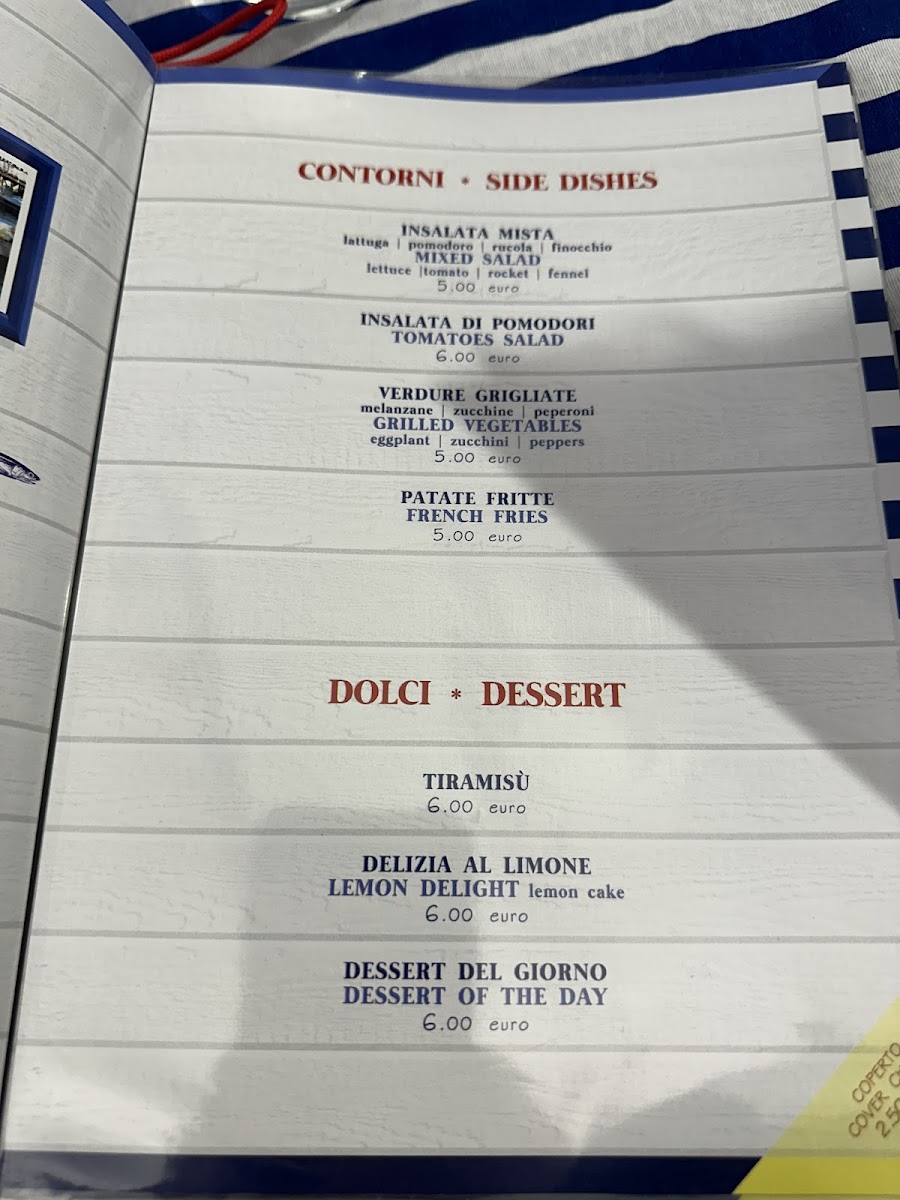 CONTORNI * SIDE DISHES
INSALATA MISTA
lattuga | pomodoro | rucola | finocchio
MIXED SALAD
lettuce |tomato | rocket | fennel
5.00 euro
INSALATA DI POMODORI
TOMATOES SALAD
6.00 euro
VERDURE GRIGLIATE
melanzane | zucchine | peperoni
GRILLED VEGETABLES
eggplant | zucchini | peppers
5.00 euro
PATATE FRITTE
FRENCH FRIES
5.00 euro
DOLCI * DESSERT
TIRAMISÙ
6.00 euro
DELIZIA AL LIMONE
LEMON DELIGHT lemon cake
6.00 euro
DESSERT DEL GIORNO
DESSERT OF THE DAY
6.00 euro
COPERTO
COVER